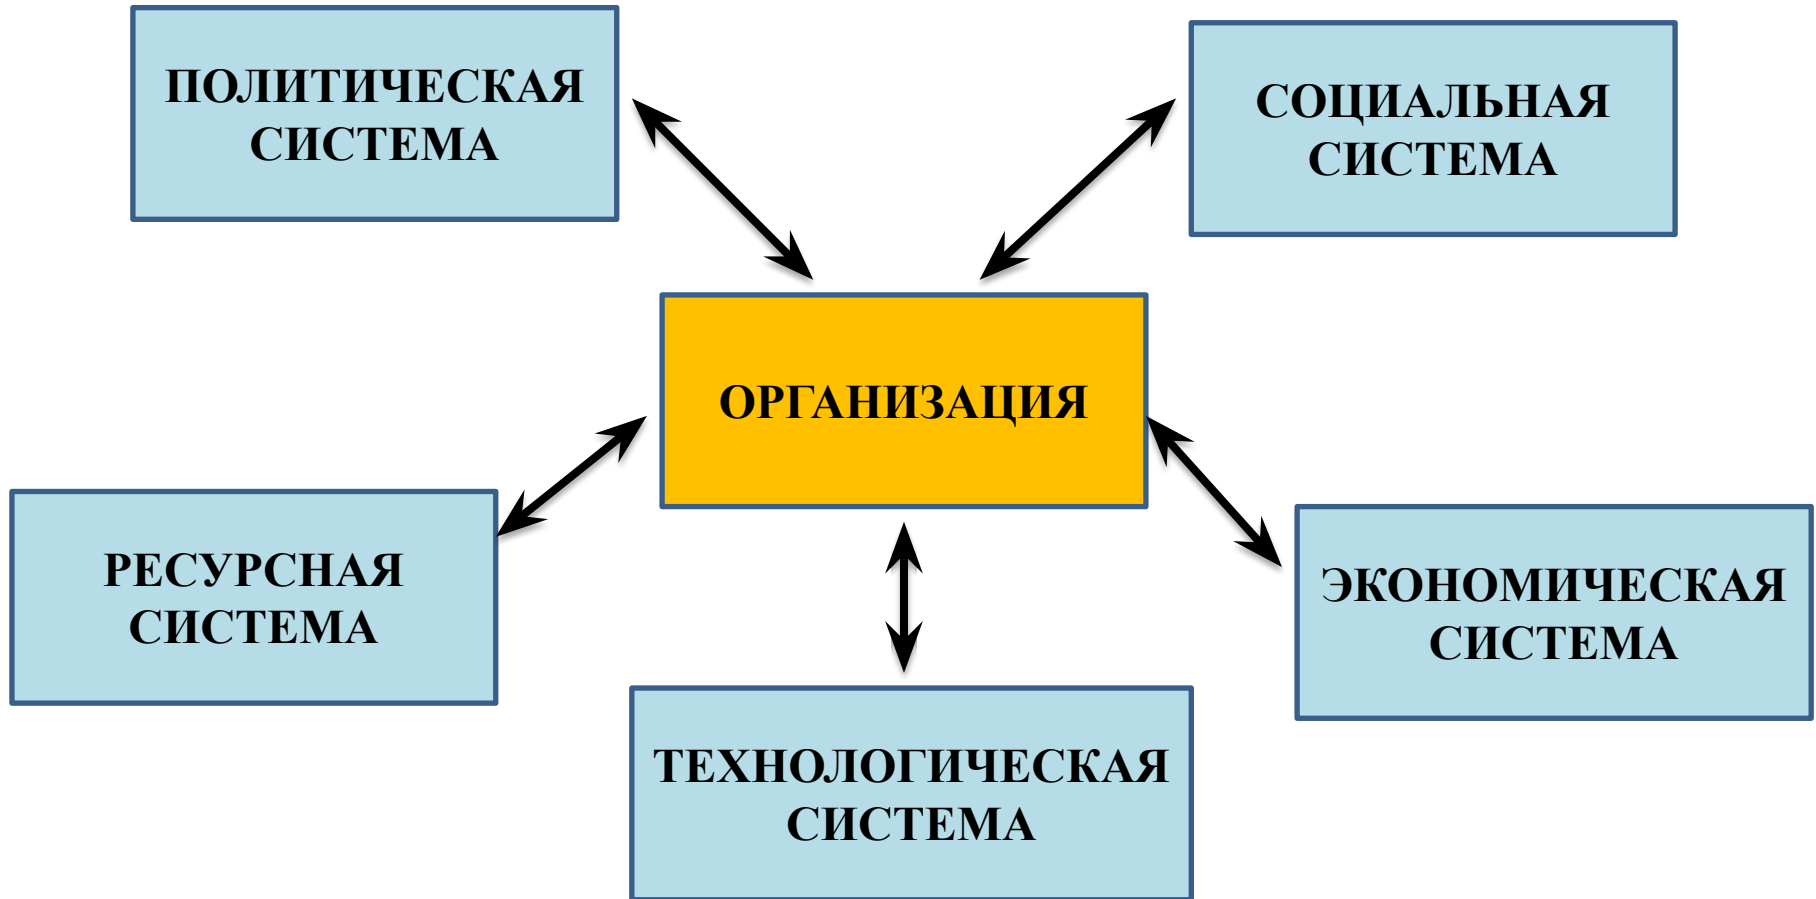 ПОЛИТИЧЕСКАЯ
СИСТЕМА
СОЦИАЛЬНАЯ
СИСТЕМА
ОРГАНИЗАЦИЯ
РЕСУРСНАЯ
СИСТЕМА
ЭКОНОМИЧЕСКАЯ
СИСТЕМА
ТЕХНОЛОГИЧЕСКАЯ
СИСТЕМА